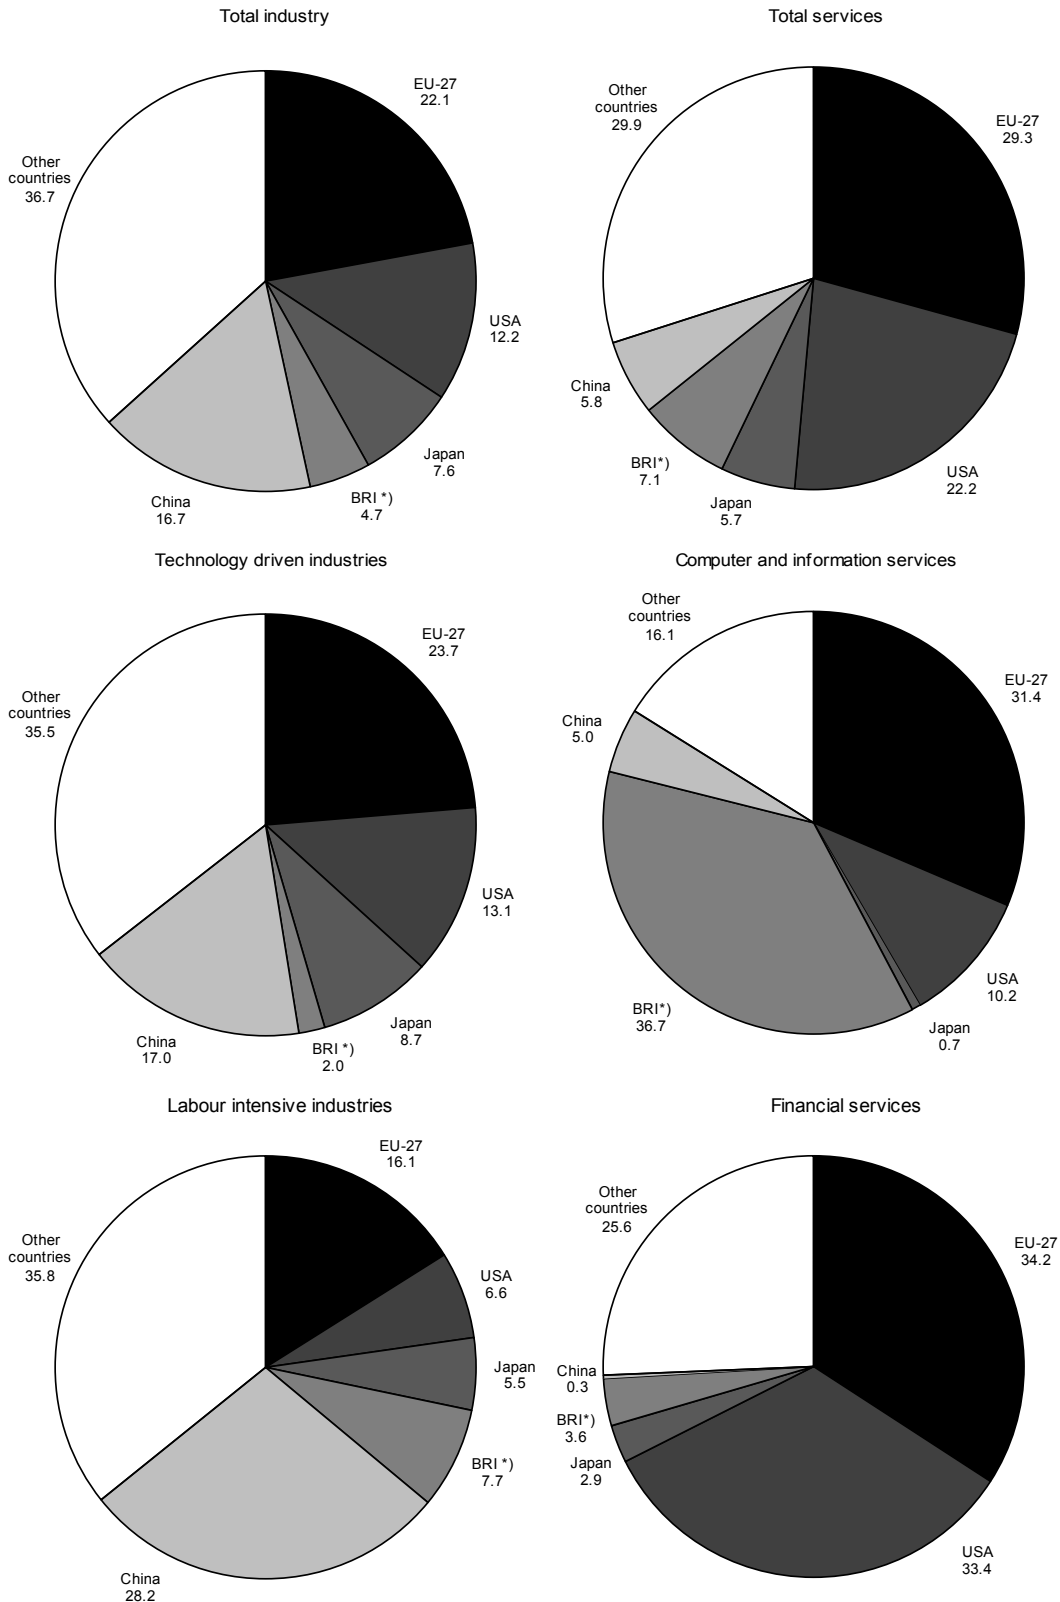 Total industry
EU-27
22.1
USA
12.2
Japan
7.6
BRI *)
4.7
China
16.7
Other
countries
36.7
Total services
EU-27
29.3
USA
22.2
Japan
5.7
BRI*)
7.1
China
5.8
Other
countries
29.9
Technology driven industries
EU-27
23.7
USA
13.1
Japan
8.7
BRI *)
2.0
China
17.0
Other
countries
35.5
Computer and information services
EU-27
31.4
USA
10.2
Japan
0.7
BRI*)
36.7
China
5.0
Other
countries
16.1
Labour intensive industries
EU-27
16.1
USA
6.6
Japan
5.5
BRI *)
7.7
China
28.2
Other
countries
35.8
Financial services
EU-27
34.2
USA
33.4
Japan
2.9
BRI*)
3.6
China
0.3
Other
countries
25.6